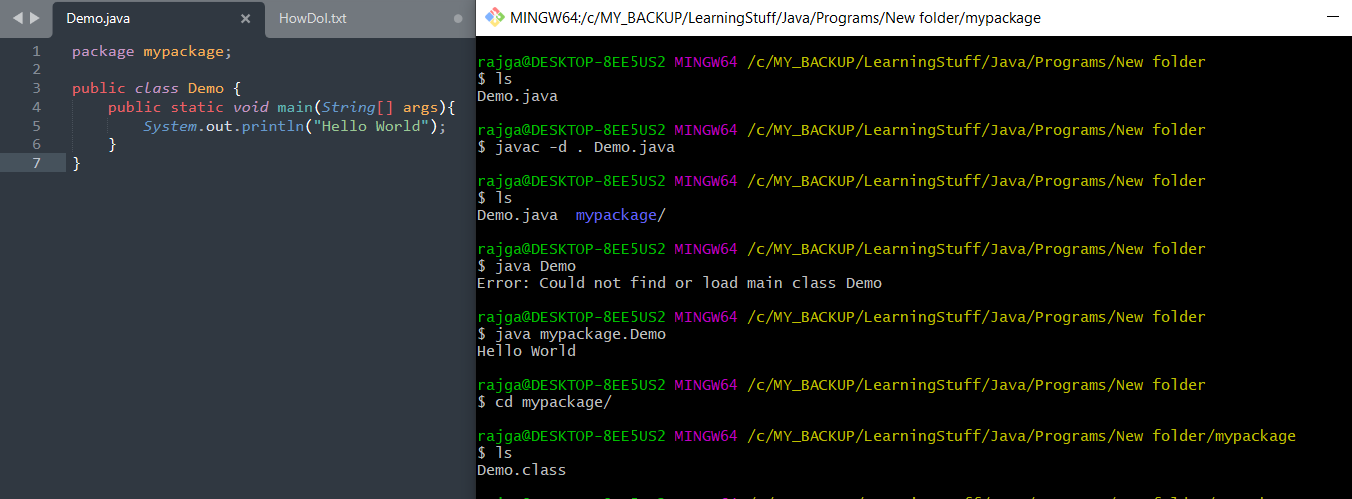 Demo.java
HowDoI.txt
1 package mypackage;
2
3 public class Demo {
4 public static void main(String[] args){
5 System.out.println("Hello World");
6 }
7 }
MINGW64:/c/MY_BACKUP/LearningStuff/Java/Programs/New folder/mypackage
rajga@DESKTOP-8EE5US2 MINGW64 /c/MY_BACKUP/LearningStuff/Java/Programs/New folder
$ ls
Demo.java
rajga@DESKTOP-8EE5US2 MINGW64 /c/MY_BACKUP/LearningStuff/Java/Programs/New folder
$ javac -d . Demo.java
rajga@DESKTOP-8EE5US2 MINGW64 /c/MY_BACKUP/LearningStuff/Java/Programs/New folder
$ ls
Demo.java mypackage/
rajga@DESKTOP-8EE5US2 MINGW64 /c/MY_BACKUP/LearningStuff/Java/Programs/New folder
$ java Demo
Error: Could not find or load main class Demo
rajga@DESKTOP-8EE5US2 MINGW64 /c/MY_BACKUP/LearningStuff/Java/Programs/New folder
$ java mypackage.Demo
Hello World
rajga@DESKTOP-8EE5US2 MINGW64 /c/MY_BACKUP/LearningStuff/Java/Programs/New folder
$ cd mypackage/
rajga@DESKTOP-8EE5US2 MINGW64 /c/MY_BACKUP/LearningStuff/Java/Programs/New folder/mypackage
$ ls
Demo.class